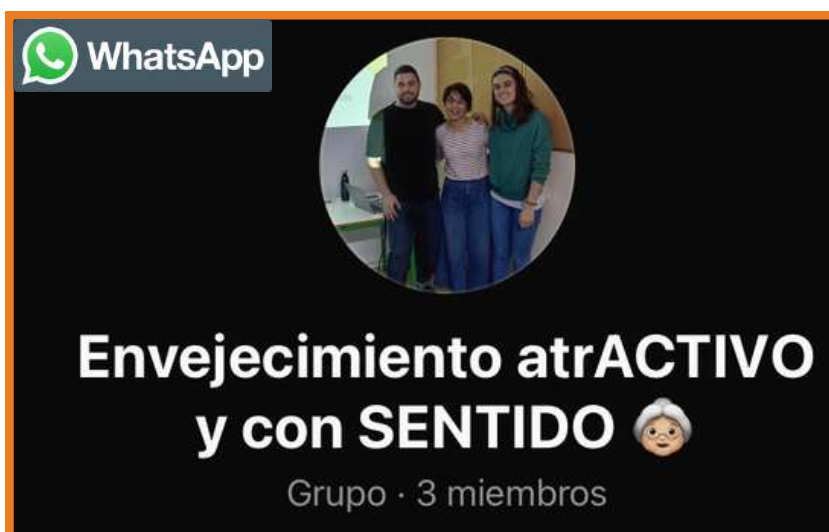 WhatsApp
Envejecimiento atrACTIVO
y con SENTIDO 👵🏼
Grupo · 3 miembros